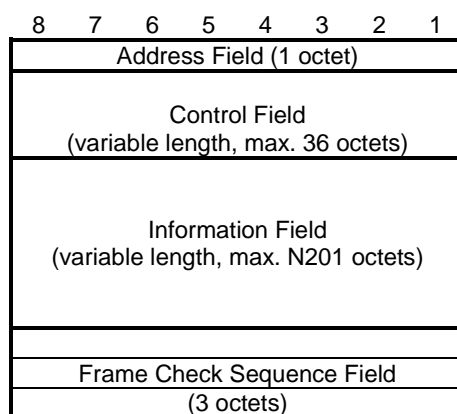 8 7 6 5 4 3 2 1
Address Field (1 octet)
Control Field
(variable length, max. 36 octets)
Information Field
(variable length, max. N201 octets)
Frame Check Sequence Field
(3 octets)